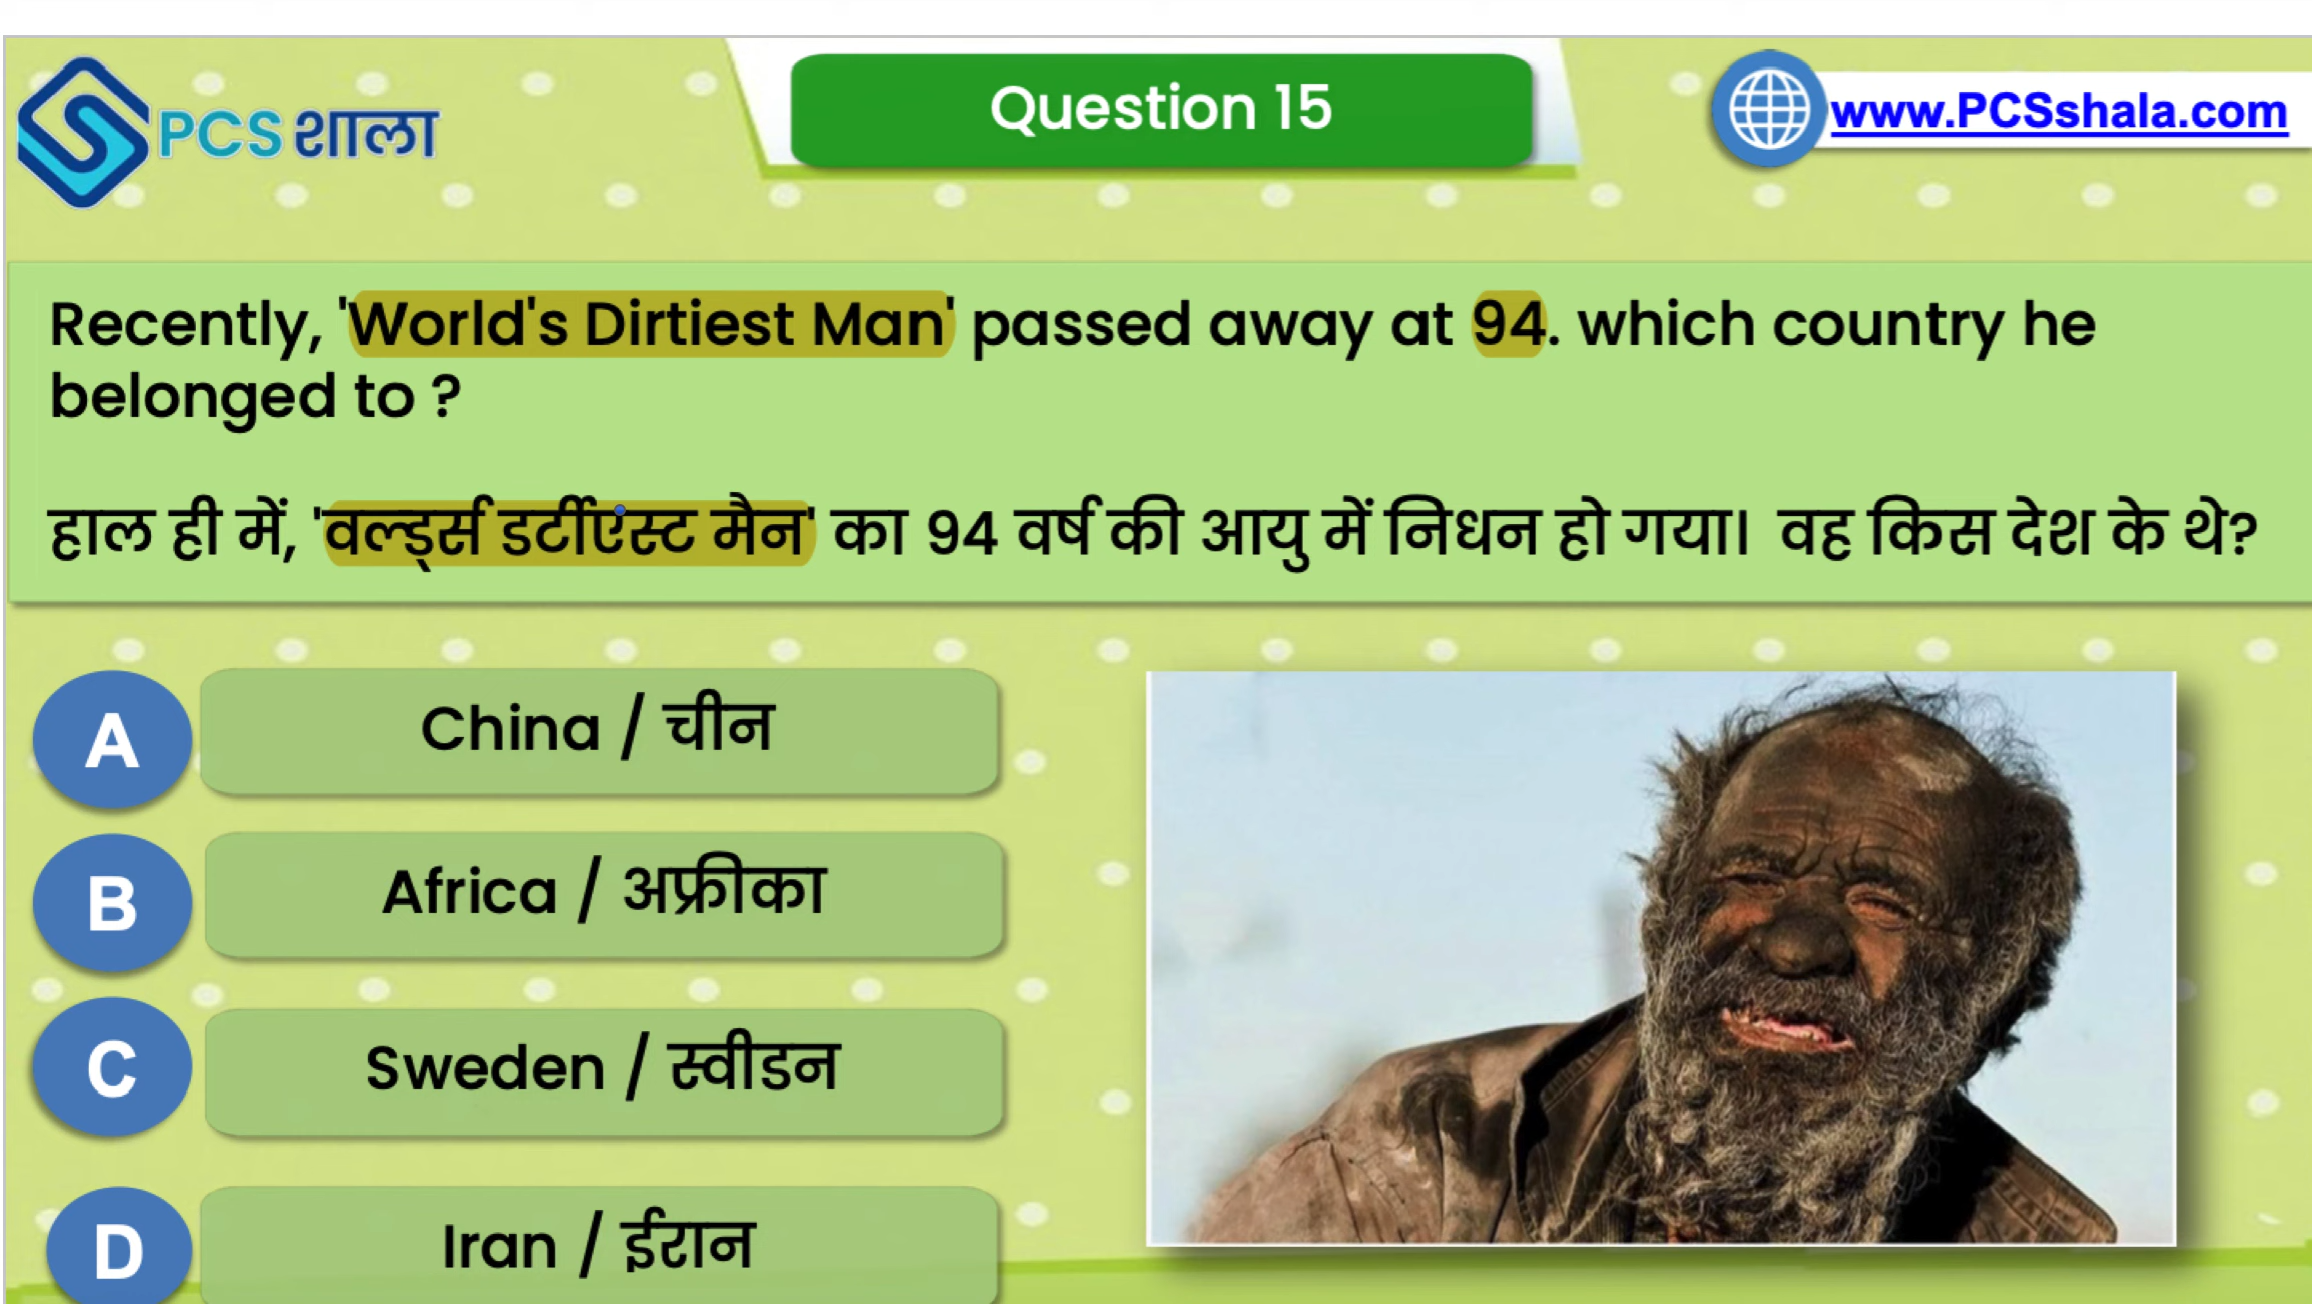 PCS शाला
Question 15
www.PCSshala.com
Recently, 'World's Dirtiest Man' passed away at 94. which country he
belonged to ?
हाल ही में, 'वर्ल्ड्स डर्टीएस्ट मैन' का 94 वर्ष की आयु में निधन हो गया। वह किस देश के थे?
A
China / चीन
B
Africa / अफ्रीका
C
Sweden / स्वीडन
D
Iran / ईरान